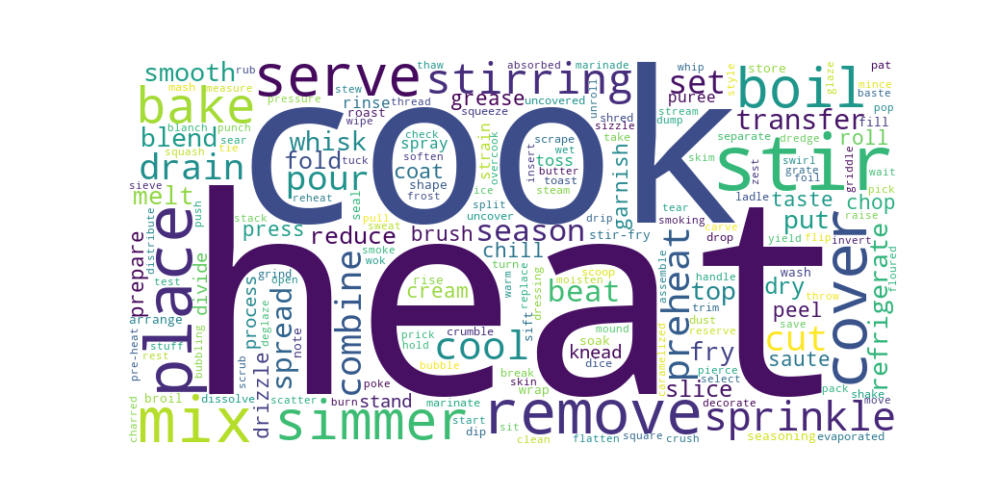 smooth
rub
serve
thaw
absorbed
marinade
whip
pat
stirring
set
style
store
glaze
mash
measure
pressure
stew
rinse
thread
grease
uncovered
unroll
puree
stream
boil
mince
baste
bake
roast
squeeze
shred
dump
transfer
pop
fill
blanch
punch
wipe
sizzle
blend
sear
whisk
check
spray
cook
strain
overcook
take
scrape
wet
separate
dredge
roll
squash
tie
fold
tuck
soften
coat
toss
insert
butter
toast
garnish
skim
stir
swirl
grate
foil
zest
griddle
wait
drain
pour
shape
frost
ice
steam
sieve
melt
reheat
seal
split
tear
ladle
taste
pick
chop
push
stack
pull
sweat
uncover
drip
smoking
carve
put
raise
place
distribute
press
reduce
brush
season
stir-fry
drop
yield
flip
invert
prepare
divide
smoke
wok
chill
turn
preheat
assemble
cover
refrigerate
floured
test
process
grind
open
combine
heat
rise
cream
warm
moisten
dressing
replace
scoop
beat
handle
top
wash
dry
throw
arrange
bubbling
deglaze
spread
prick
hold
crumble
sift
mound
soak
trim
dust
reserve
peel
save
pre-heat
stuff
rest
note
cool
knead
dice
caramelized
fry
cut
saute
scrub
drizzle
bubble
break
skin
wrap
pierce
select
slice
pack
shake
move
charred
broil
dissolve
scatter
burn
poke
stand
marinate
start
remove
decorate
sprinkle
mix
simmer
dip
sit
clean
flatten
square
crush
seasoning
evaporated